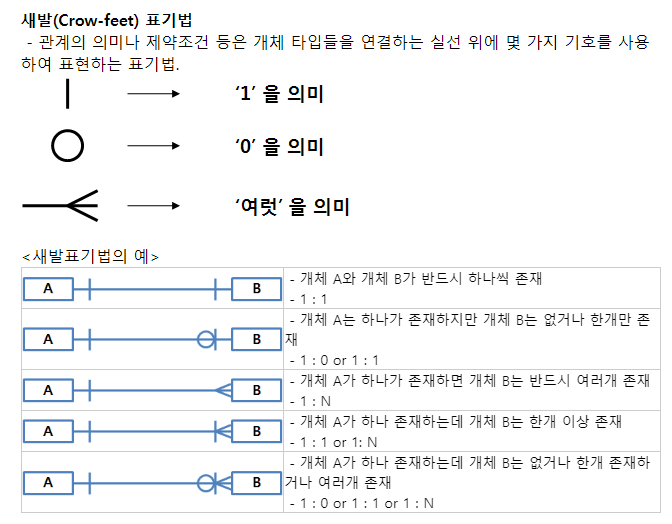 새발(Crow-feet) 표기법
- 관계의 의미나 제약조건 등은 개체 타입들을 연결하는 실선 위에 몇 가지 기호를 사용
하여 표현하는 표기법.
‘1’ 을 의미
‘0’ 을 의미
‘여럿’ 을 의미
<새발표기법의 예>
A B
- 개체 A와 개체 B가 반드시 하나씩 존재
- 1 : 1
A B
- 개체 A는 하나가 존재하지만 개체 B는 없거나 한개만 존
재
- 1 : 0 or 1 : 1
A B
- 개체 A가 하나가 존재하면 개체 B는 반드시 여러개 존재
- 1 : N
A B
- 개체 A가 하나 존재하는데 개체 B는 한개 이상 존재
- 1 : 1 or 1: N
A B
- 개체 A가 하나 존재하는데 개체 B는 없거나 한개 존재하
거나 여러개 존재
- 1 : 0 or 1 : 1 or 1 : N